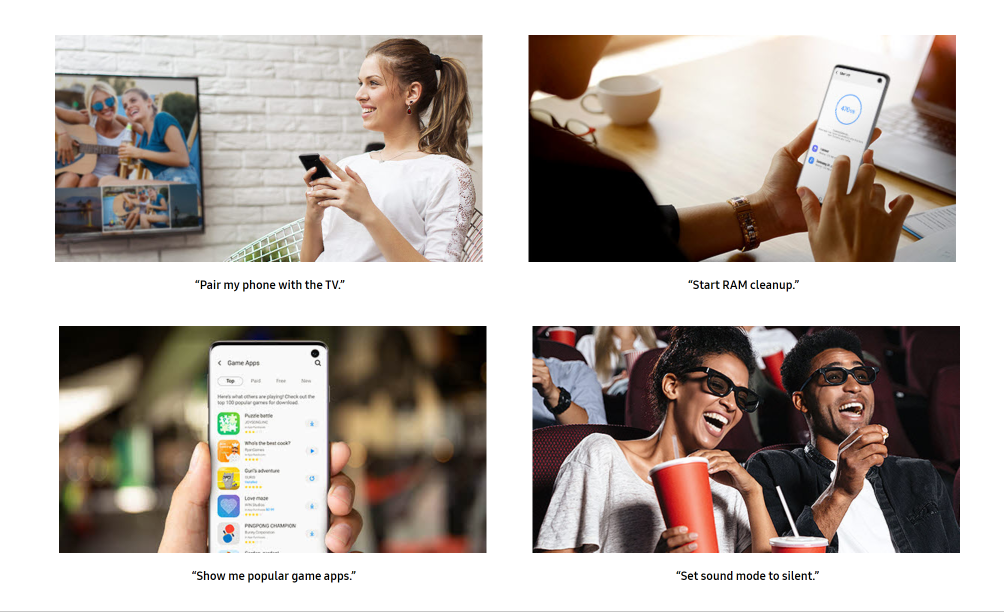 “Pair my phone with the TV.”
“Start RAM cleanup.”
Game Apps
Top Paid Free New
Here's what others are playing! Check out the
top 100 popular games for download.
Puzzle bettle
Who's the best cook?
Guri's adventure
Love maze
PINGPONG CHAMPION
“Show me popular game apps.”
“Set sound mode to silent.”